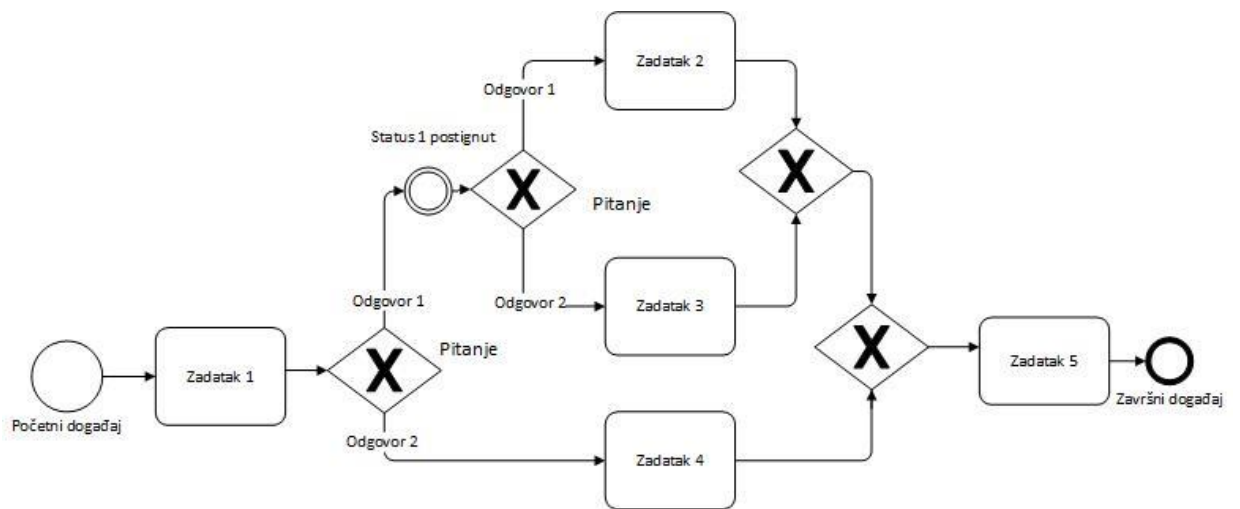 Zadatak 2
Odgovor 1
Status 1 postignut
X
X
Pitanje
Odgovor 2
Zadatak 3
Odgovor 1
Pitanje
X
X
Početni događaj
Zadatak 1
Zadatak 5
Završni događaj
Odgovor 2
Zadatak 4